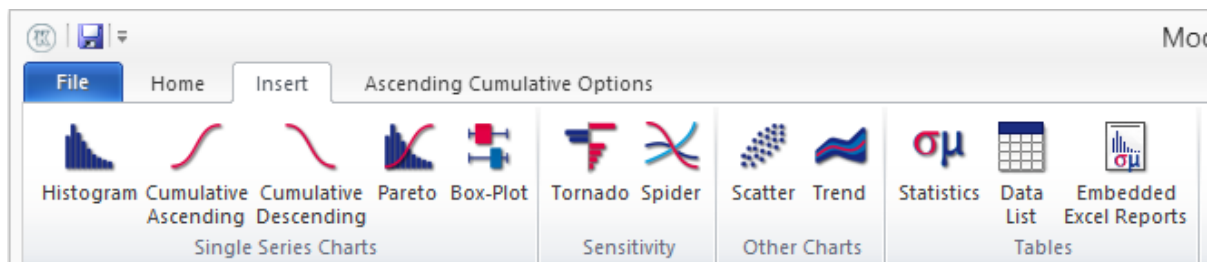 Mod
File Home Insert Ascending Cumulative Options
Histogram Cumulative Ascending Cumulative Descending Pareto Box-Plot Tornado Spider Scatter Trend σμ Statistics Data List σμ Embedded Excel Reports
Single Series Charts Sensitivity Other Charts Tables